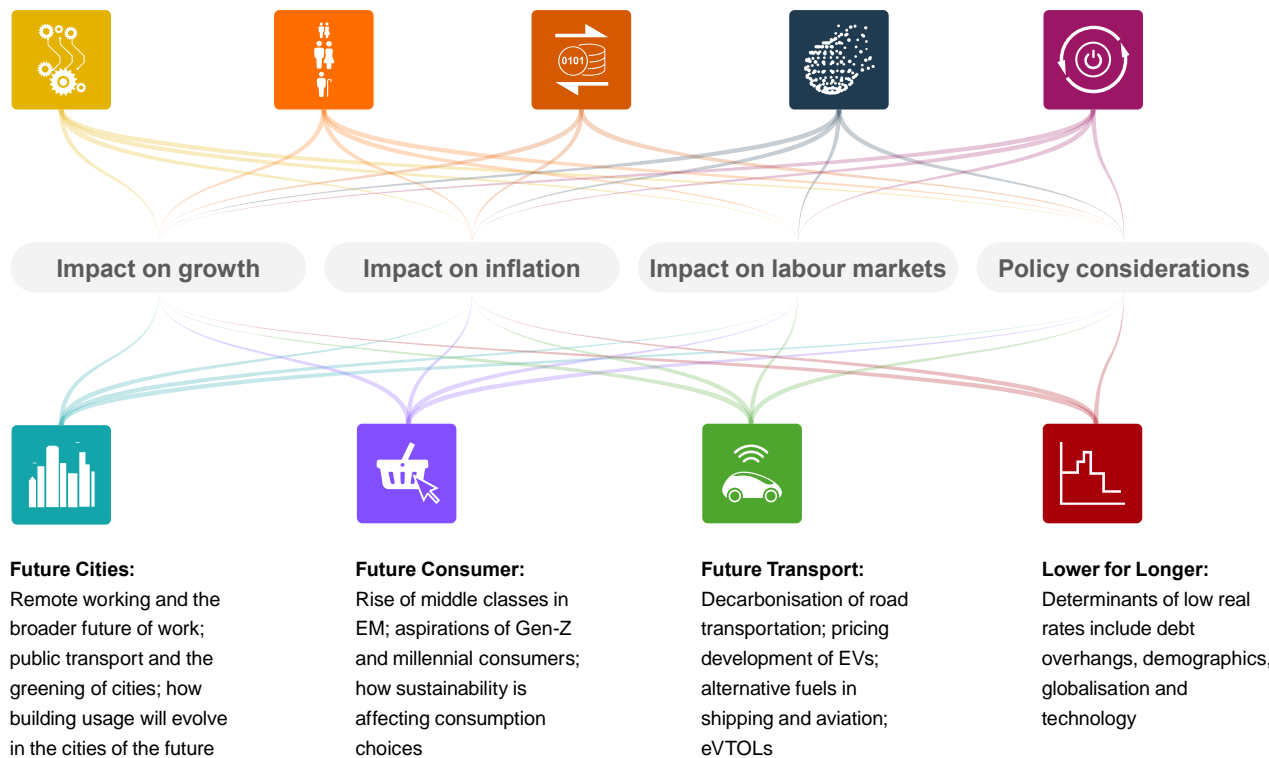 0101
Impact on growth
Impact on inflation
Impact on labour markets
Policy considerations
Future Cities:
Remote working and the
broader future of work;
public transport and the
greening of cities; how
building usage will evolve
in the cities of the future
Future Consumer:
Rise of middle classes in
EM; aspirations of Gen-Z
and millennial consumers;
how sustainability is
affecting consumption
choices
Future Transport:
Decarbonisation of road
transportation; pricing
development of EVs;
alternative fuels in
shipping and aviation;
eVTOLs
Lower for Longer:
Determinants of low real
rates include debt
overhangs, demographics,
globalisation and
technology